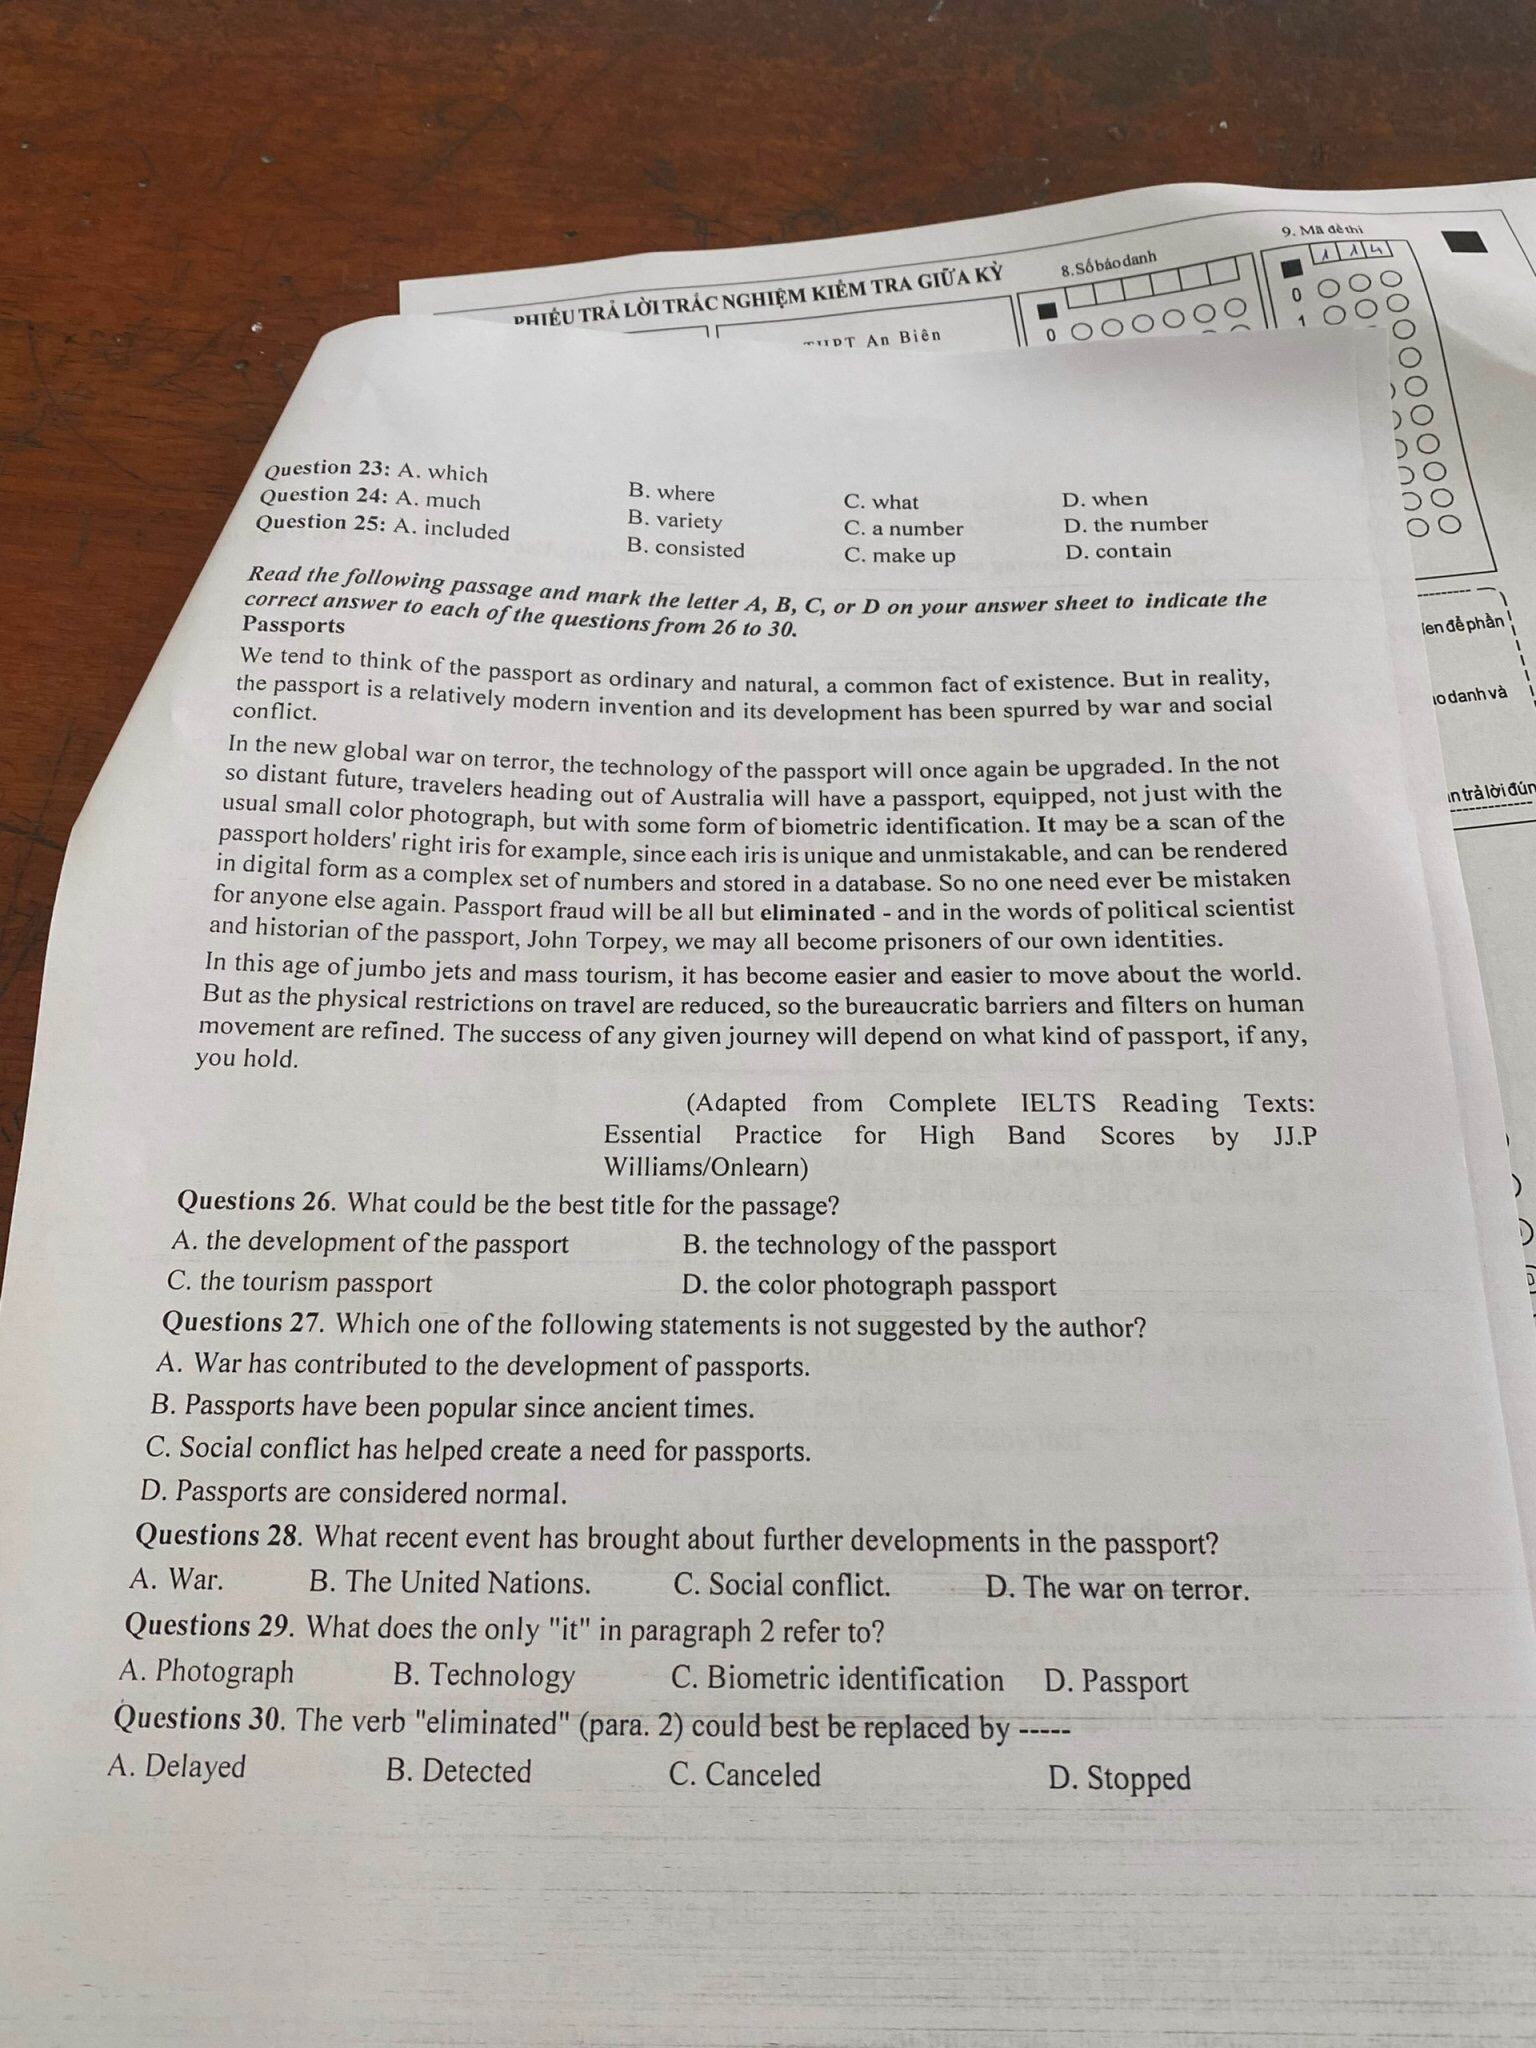 PHIẾU TRẢ LỜI TRẮC NGHIỆM KIỂM TRA GIỮA KỲ
8.Số báo danh
9. Mã đề thi
1 1 4
THPT An Biên
0
0
1
Question 23: A. which B. where C. what D. when
Question 24: A. much B. variety C. a number D. the number
Question 25: A. included B. consisted C. make up D. contain
Read the following passage and mark the letter A, B, C, or D on your answer sheet to indicate the
correct answer to each of the questions from 26 to 30.
Passports
We tend to think of the passport as ordinary and natural, a common fact of existence. But in reality,
the passport is a relatively modern invention and its development has been spurred by war and social
conflict.
In the new global war on terror, the technology of the passport will once again be upgraded. In the not
so distant future, travelers heading out of Australia will have a passport, equipped, not just with the
usual small color photograph, but with some form of biometric identification. It may be a scan of the
passport holders' right iris for example, since each iris is unique and unmistakable, and can be rendered
in digital form as a complex set of numbers and stored in a database. So no one need ever be mistaken
for anyone else again. Passport fraud will be all but eliminated - and in the words of political scientist
and historian of the passport, John Torpey, we may all become prisoners of our own identities.
In this age of jumbo jets and mass tourism, it has become easier and easier to move about the world.
But as the physical restrictions on travel are reduced, so the bureaucratic barriers and filters on human
movement are refined. The success of any given journey will depend on what kind of passport, if any,
you hold.
(Adapted from Complete IELTS Reading Texts:
Essential Practice for High Band Scores by JJ.P
Williams/Onlearn)
Questions 26. What could be the best title for the passage?
A. the development of the passport B. the technology of the passport
C. the tourism passport D. the color photograph passport
Questions 27. Which one of the following statements is not suggested by the author?
A. War has contributed to the development of passports.
B. Passports have been popular since ancient times.
C. Social conflict has helped create a need for passports.
D. Passports are considered normal.
Questions 28. What recent event has brought about further developments in the passport?
A. War. B. The United Nations. C. Social conflict. D. The war on terror.
Questions 29. What does the only "it" in paragraph 2 refer to?
A. Photograph B. Technology C. Biometric identification D. Passport
Questions 30. The verb "eliminated" (para. 2) could best be replaced by -----
A. Delayed B. Detected C. Canceled D. Stopped
để phần
danh và
trả lời